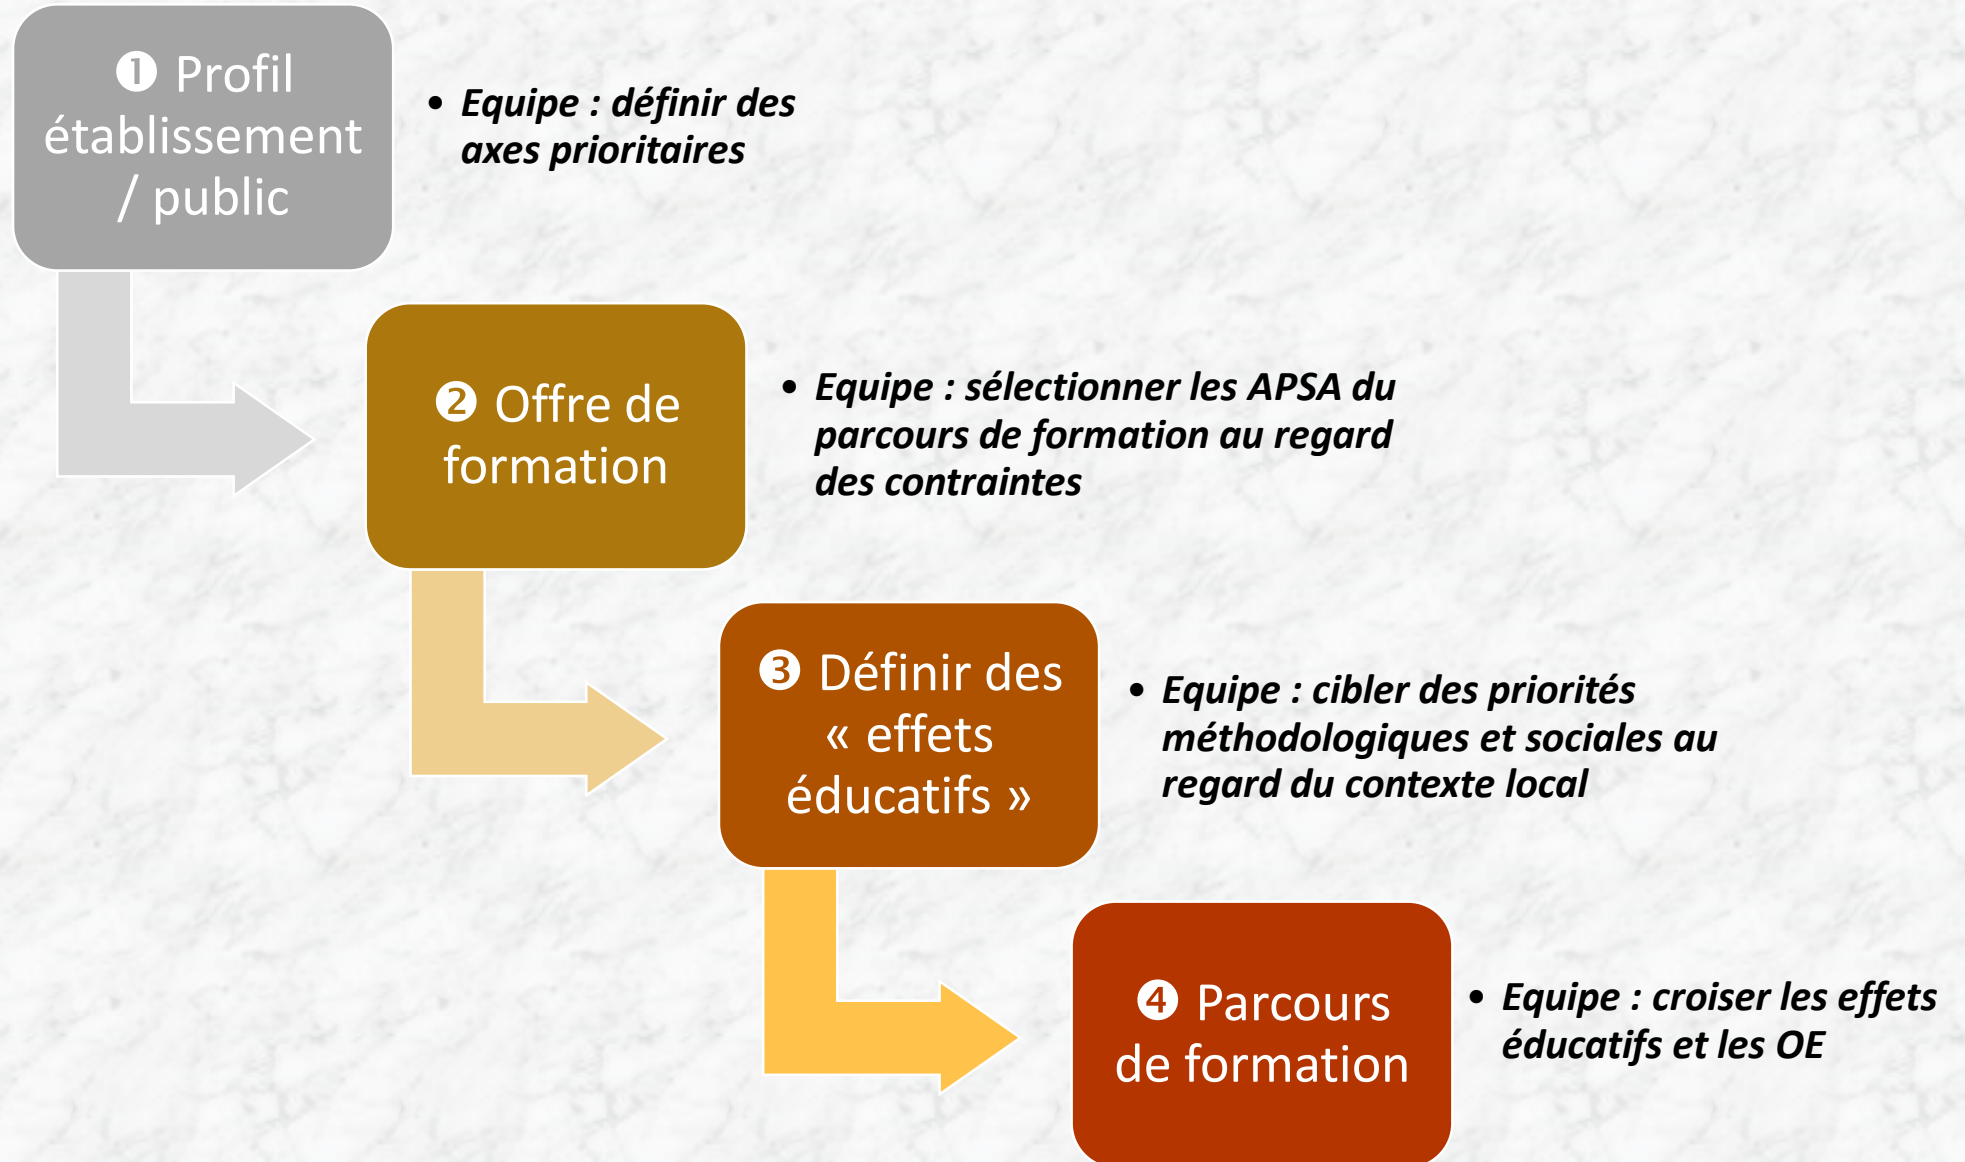 ❶ Profil
établissement
/ public
• Equipe : définir des
axes prioritaires
❷ Offre de
formation
• Equipe : sélectionner les APSA du
parcours de formation au regard
des contraintes
❸ Définir des
« effets
éducatifs »
• Equipe : cibler des priorités
méthodologiques et sociales au
regard du contexte local
❹ Parcours
de formation
• Equipe : croiser les effets
éducatifs et les OE